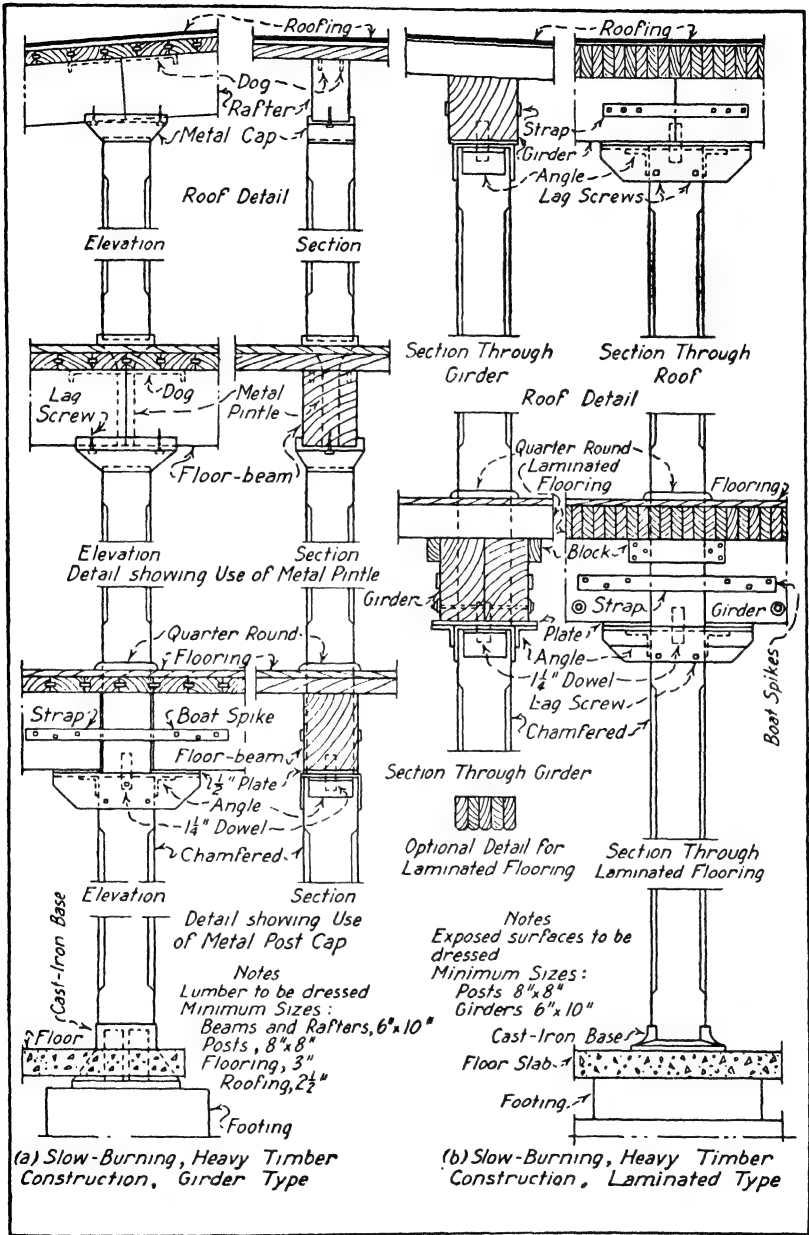 Roofing
Roofing
Dog
Rafter
Metal Cap
Roof Detail
Elevation
Section
Lag
Screw
Dog
Metal
Pintle
Floor-beam
Elevation
Section
Detail showing Use of Metal Pintle
Quarter Round
Flooring
Strap
Boat Spike
Floor-beam
1/2" Plate
Angle
1 1/4" Dowel
Chamfered
Elevation
Section
Detail showing Use
of Metal Post Cap
Cast-Iron Base
Notes
Lumber to be dressed
Minimum Sizes:
Beams and Rafters, 6"x10"
Posts, 8"x8"
Flooring, 3"
Roofing, 2 1/2"
Floor
Footing
(a) Slow-Burning, Heavy Timber
Construction, Girder Type
Strap
Girder
Angle
Lag Screws
Section Through
Girder
Section Through
Roof
Roof Detail
Quarter Round
Laminated
Flooring
Flooring
Block
Girder
Strap
Girder
Plate
Angle
1 1/4" Dowel
Lag Screw
Chamfered
Boat Spikes
Section Through Girder
Optional Detail for
Laminated Flooring
Section Through
Laminated Flooring
Notes
Exposed surfaces to be
dressed
Minimum Sizes:
Posts 8"x8"
Girders 6"x10"
Cast-Iron Base
Floor Slab
Footing
(b) Slow-Burning, Heavy Timber
Construction, Laminated Type